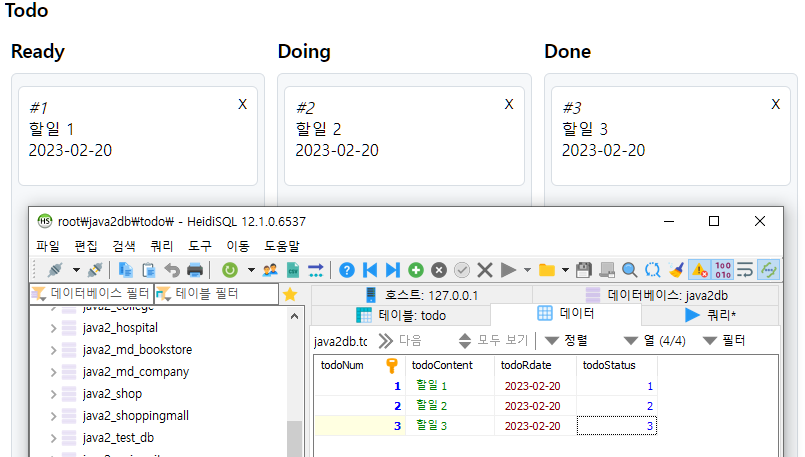 Todo
Ready Doing Done
#1 X #2 X #3 X
할일 1 할일 2 할일 3
2023-02-20 2023-02-20 2023-02-20
root₩java2db₩todo₩ - HeidiSQL 12.1.0.6537
파일 편집 검색 쿼리 도구 이동 도움말
데이터베이스 필터 테이블 필터 호스트: 127.0.0.1 데이터베이스: java2db
테이블: todo 데이터 쿼리*
java2_hospital
java2_md_bookstore
java2_md_company
java2_shop
java2_shoppingmall
java2_test_db
java2db.tc 다음 모두 보기 정렬 열 (4/4) 필터
todoNum todoContent todoRdate todoStatus
1 할일 1 2023-02-20 1
2 할일 2 2023-02-20 2
3 할일 3 2023-02-20 3